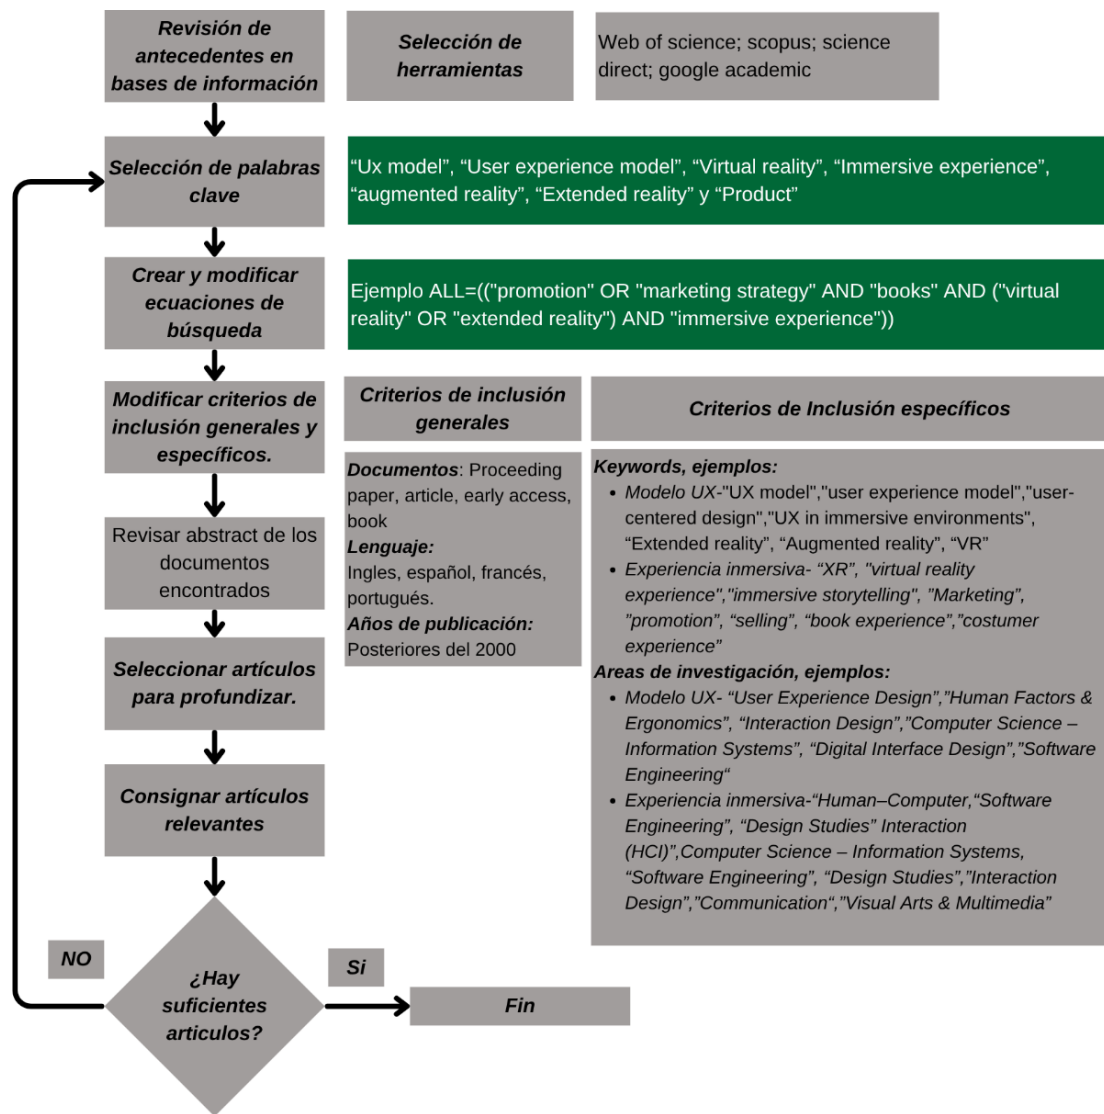 Revisión de
antecedentes en
bases de información
Selección de
herramientas
Web of science; scopus; science
direct; google academic
Selección de palabras
clave
“Ux model”, “User experience model”, “Virtual reality”, “Immersive experience”,
“augmented reality”, “Extended reality” y “Product”
Crear y modificar
ecuaciones de
búsqueda
Ejemplo ALL=(("promotion" OR "marketing strategy" AND "books" AND ("virtual
reality" OR "extended reality") AND "immersive experience"))
Modificar criterios de
inclusión generales y
específicos.
Criterios de inclusión
generales
Criterios de Inclusión específicos
Documentos: Proceeding
paper, article, early access,
book
Lenguaje:
Ingles, español, francés,
portugués.
Años de publicación:
Posteriores del 2000
Keywords, ejemplos:
• Modelo UX-"UX model","user experience model","user-
centered design","UX in immersive environments",
“Extended reality”, “Augmented reality”, “VR”
• Experiencia inmersiva- “XR”, "virtual reality
experience","immersive storytelling", ”Marketing”,
”promotion”, “selling”, “book experience”,”costumer
experience”
Areas de investigación, ejemplos:
• Modelo UX- “User Experience Design”,”Human Factors &
Ergonomics”, “Interaction Design”,”Computer Science –
Information Systems”, “Digital Interface Design”,”Software
Engineering“
• Experiencia inmersiva-“Human–Computer,“Software
Engineering”, “Design Studies” Interaction
(HCI)”,Computer Science – Information Systems,
“Software Engineering”, “Design Studies”,”Interaction
Design”,”Communication“,”Visual Arts & Multimedia”
Revisar abstract de los
documentos
encontrados
Seleccionar artículos
para profundizar.
Consignar artículos
relevantes
NO
¿Hay
suficientes
articulos?
Si
Fin